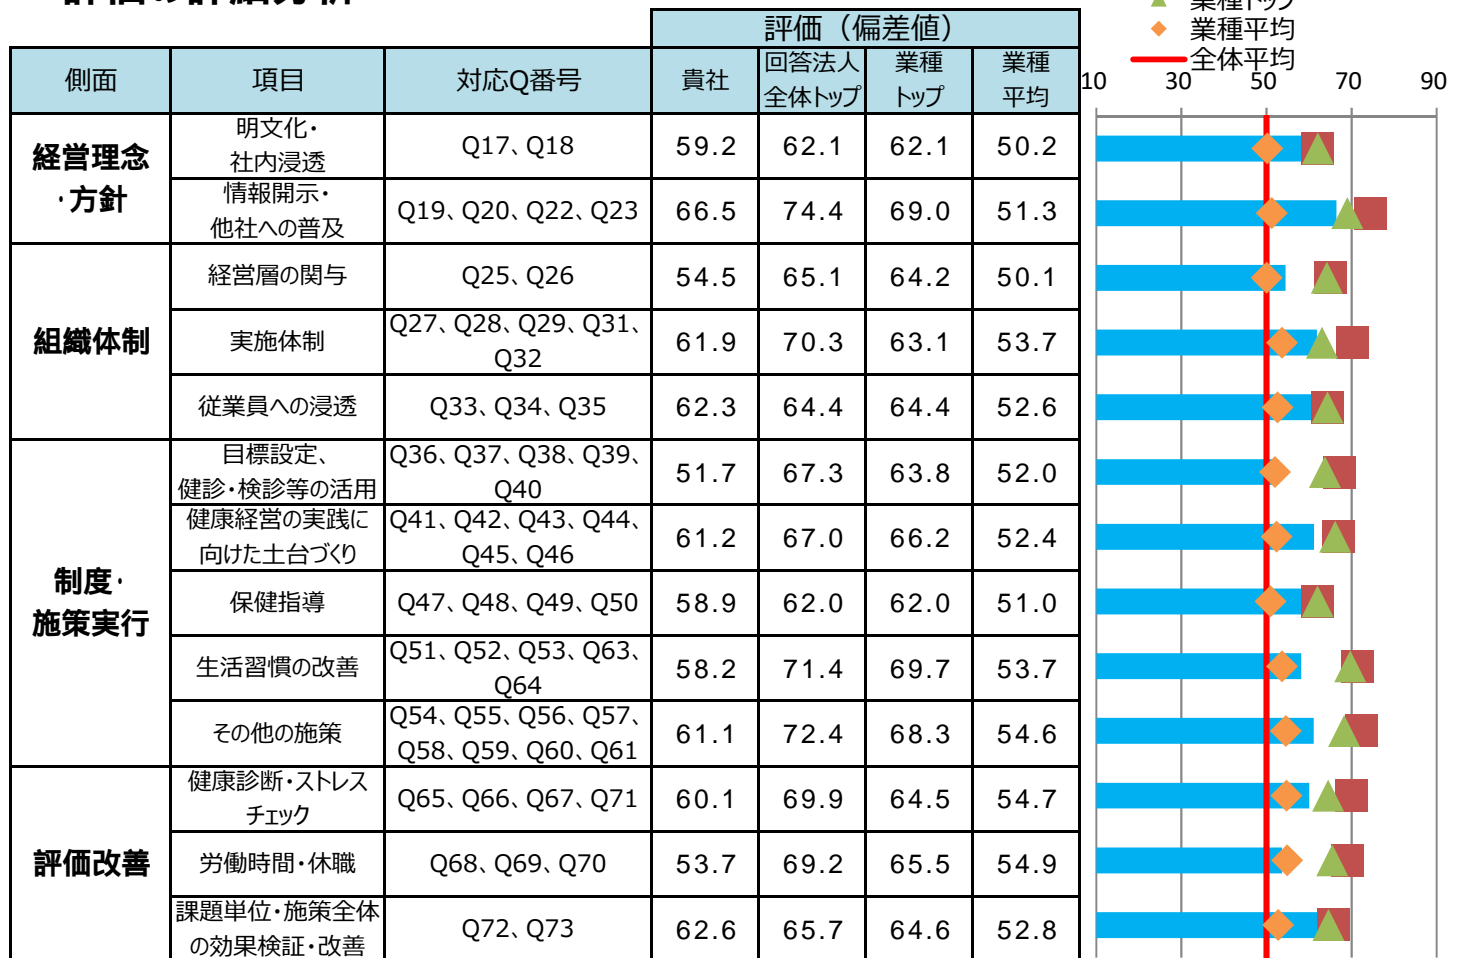 評価の詳細分析
業種トップ
業種平均
全体平均
評価（偏差値）
側面 項目 対応Q番号 貴社 回答法人 業種 業種
全体トップ トップ 平均
10 30 50 70 90
経営理念
・方針
明文化・
社内浸透
Q17、Q18 59.2 62.1 62.1 50.2
情報開示・
他社への普及
Q19、Q20、Q22、Q23 66.5 74.4 69.0 51.3
組織体制
経営層の関与 Q25、Q26 54.5 65.1 64.2 50.1
実施体制
Q27、Q28、Q29、Q31、
Q32
61.9 70.3 63.1 53.7
従業員への浸透 Q33、Q34、Q35 62.3 64.4 64.4 52.6
制度・
施策実行
目標設定、
健診・検診等の活用
Q36、Q37、Q38、Q39、
Q40
51.7 67.3 63.8 52.0
健康経営の実践に
向けた土台づくり
Q41、Q42、Q43、Q44、
Q45、Q46
61.2 67.0 66.2 52.4
保健指導 Q47、Q48、Q49、Q50 58.9 62.0 62.0 51.0
生活習慣の改善
Q51、Q52、Q53、Q63、
Q64
58.2 71.4 69.7 53.7
その他の施策
Q54、Q55、Q56、Q57、
Q58、Q59、Q60、Q61
61.1 72.4 68.3 54.6
評価改善
健康診断・ストレス
チェック
Q65、Q66、Q67、Q71 60.1 69.9 64.5 54.7
労働時間・休職 Q68、Q69、Q70 53.7 69.2 65.5 54.9
課題単位・施策全体
の効果検証・改善
Q72、Q73 62.6 65.7 64.6 52.8